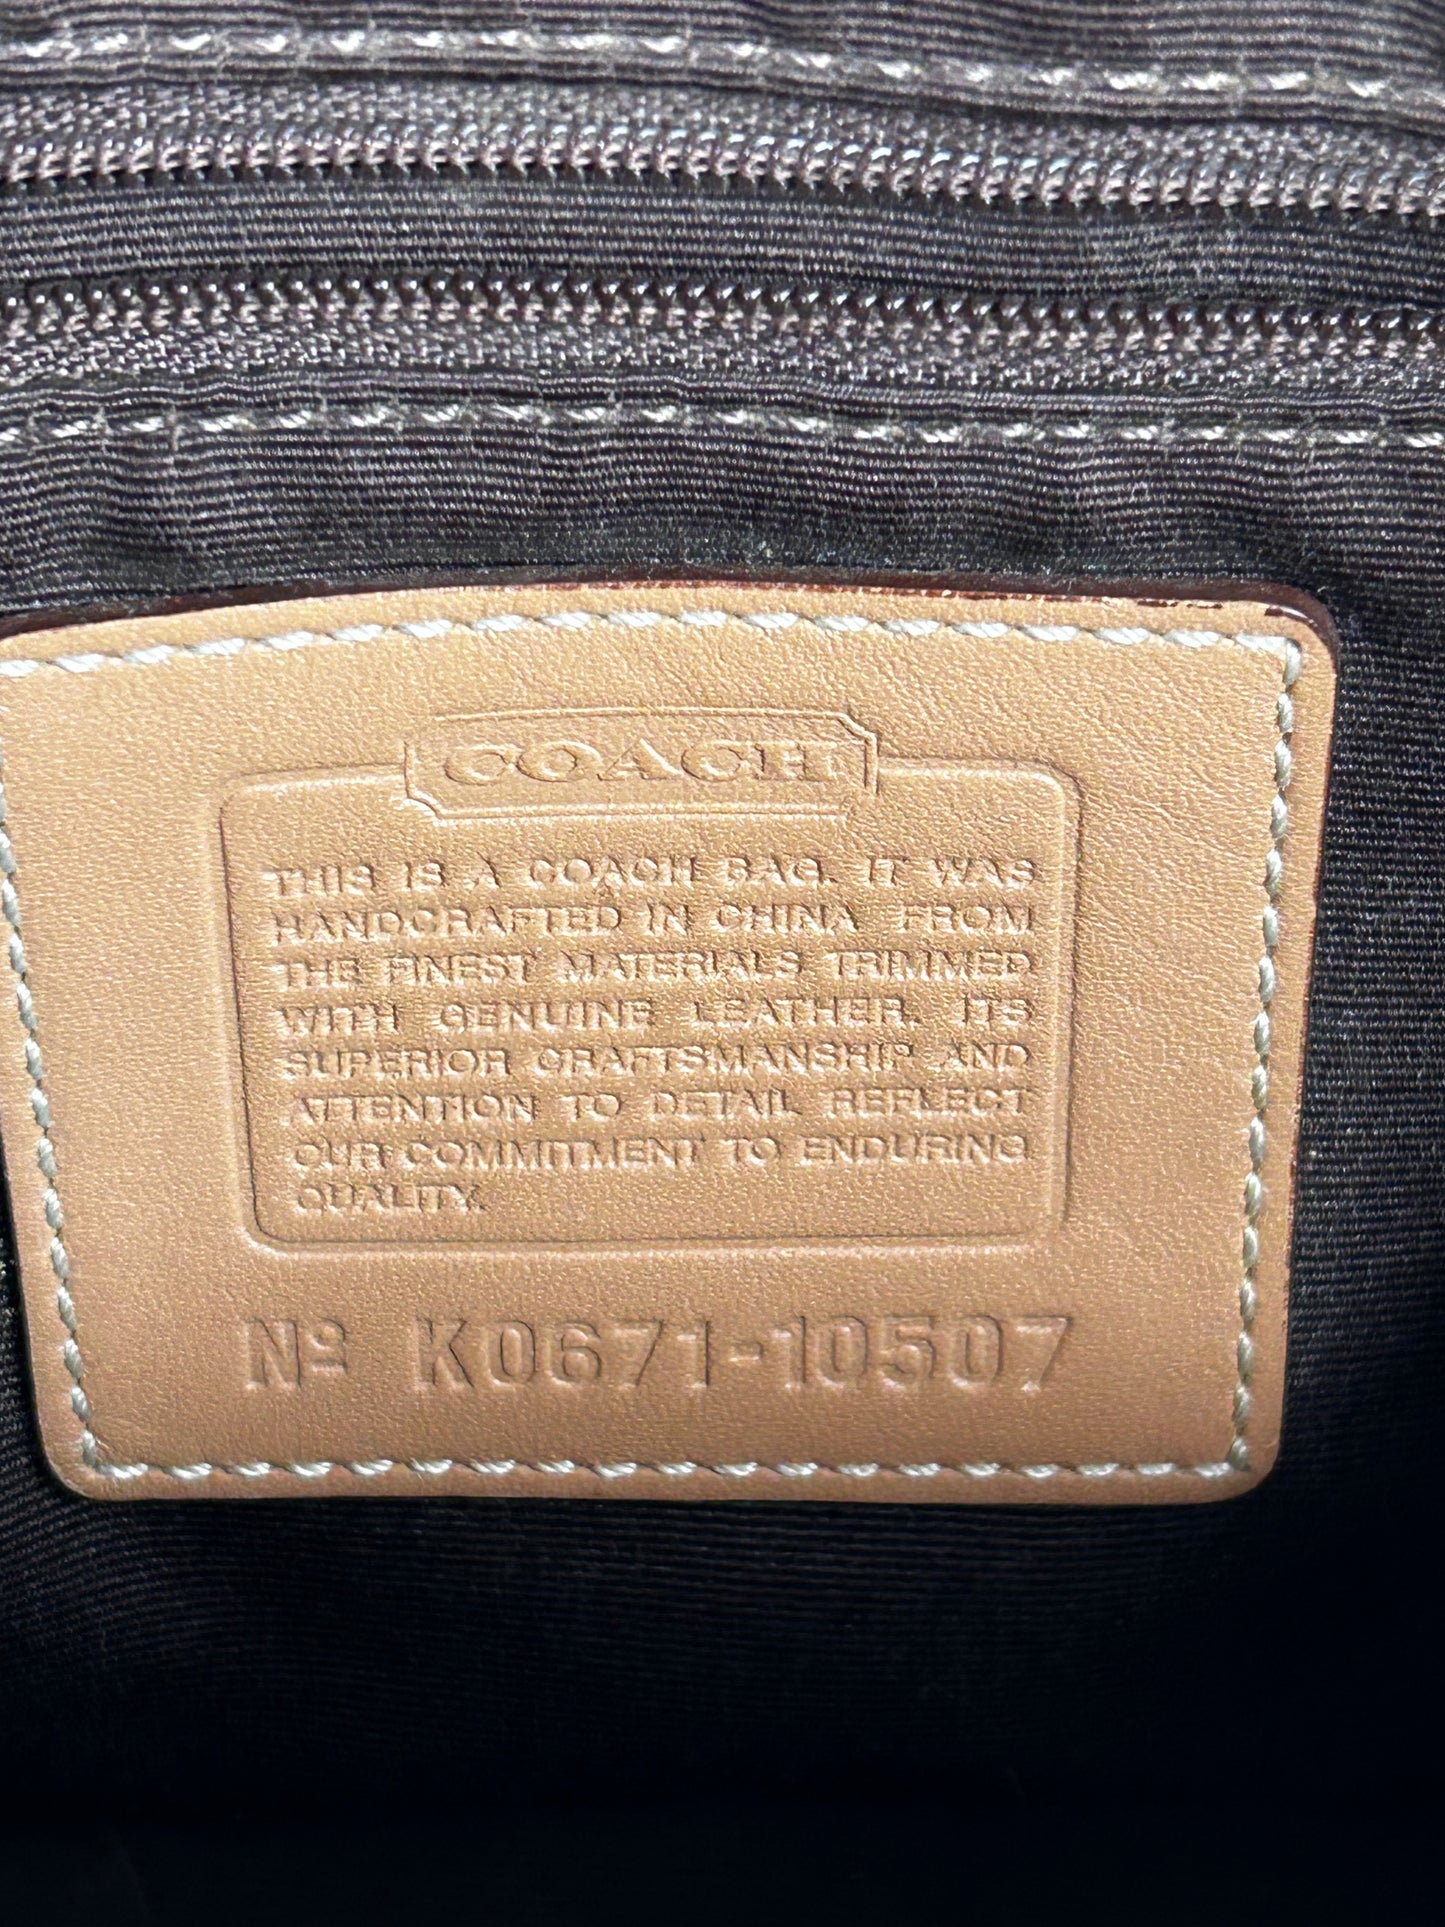 COACH
THIS IS A COACH BAG. IT WAS
HANDCRAFTED IN CHINA FROM
THE FINEST MATERIALS TRIMMED
WITH GENUINE LEATHER. ITS
SUPERIOR CRAFTSMANSHIP AND
ATTENTION TO DETAIL REFLECT
OUR COMMITMENT TO ENDURING
QUALITY.
Nº K0671-10507